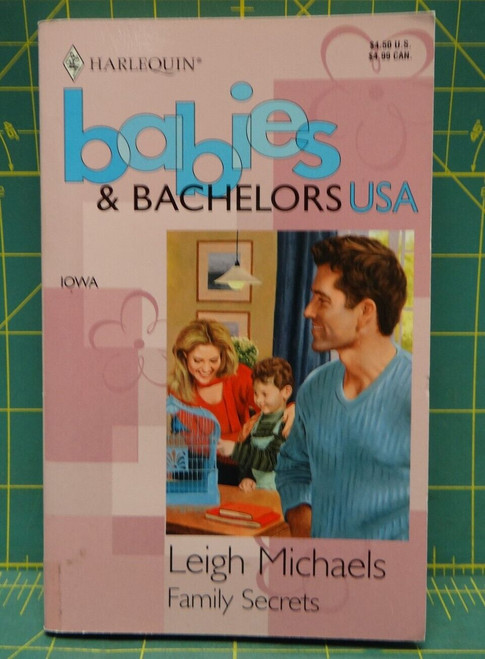 HARLEQUIN®
$4.50 U.S.
$4.99 CAN.
babies
& BACHELORS USA
IOWA
Leigh Michaels
Family Secrets